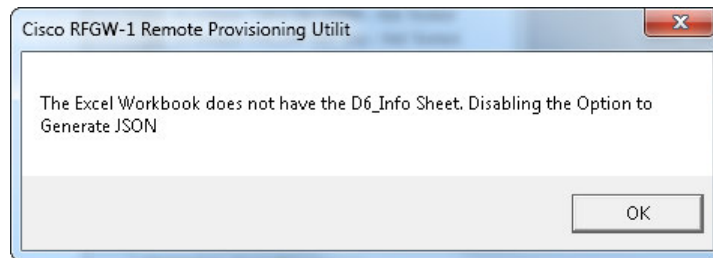 Cisco RFGW-1 Remote Provisioning Utilit
The Excel Workbook does not have the D6_Info Sheet. Disabling the Option to
Generate JSON
OK